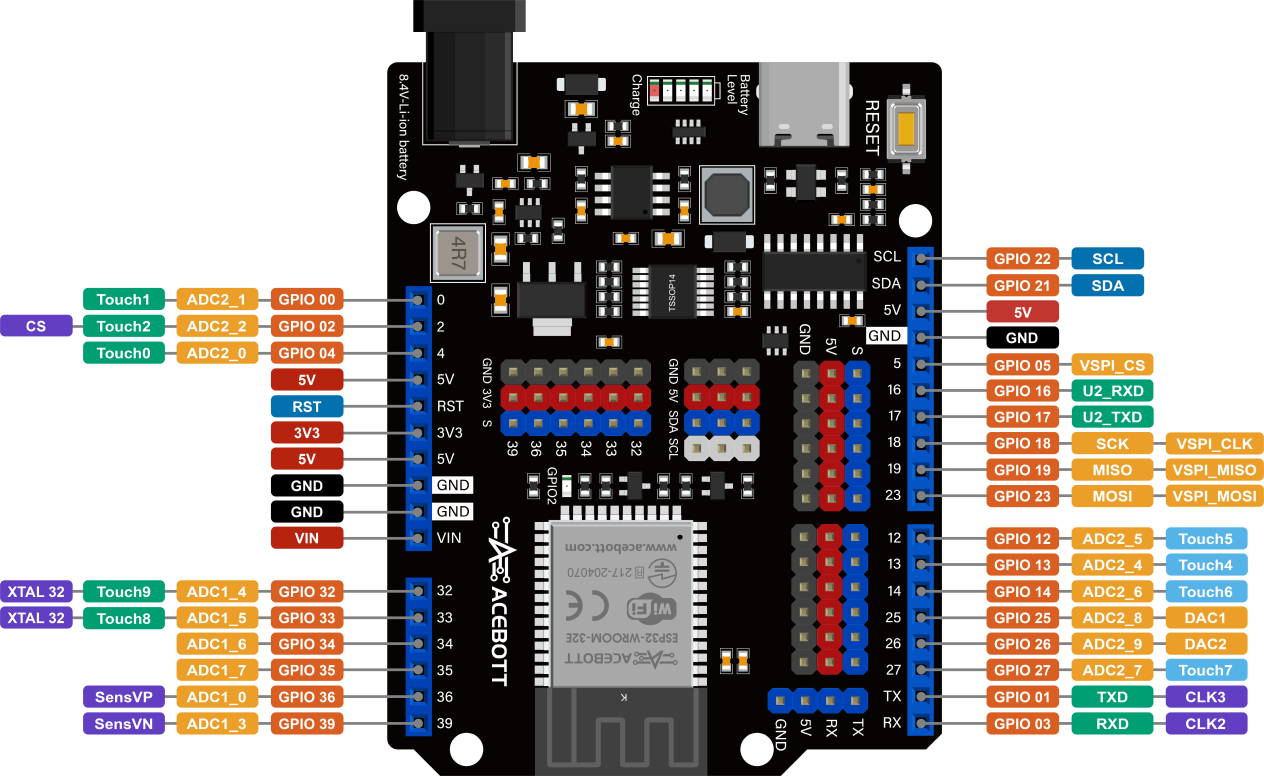 8.4V-Li-ion battery
Charge
Battery
Level
RESET
4R7
TSSOP14
Touch1 ADC2_1 GPIO 00 0
CS Touch2 ADC2_2 GPIO 02 2
Touch0 ADC2_0 GPIO 04 4
5V 5V
RST RST
3V3 3V3
5V 5V
GND GND
GND GND
VIN VIN
XTAL 32 Touch9 ADC1_4 GPIO 32 32
XTAL 32 Touch8 ADC1_5 GPIO 33 33
ADC1_6 GPIO 34 34
ADC1_7 GPIO 35 35
SensVP ADC1_0 GPIO 36 36
SensVN ADC1_3 GPIO 39 39
GND 3V3 S
39 36 35 34 33 32
GND 5V SDA SCL
GND 5V S
GPIO2
ACEBOTT
www.acebott.com
217-204070
CE WiFi
ESP32-WROOM-32E
ACEBOTT
K
GND 5V RX TX
SCL GPIO 22 SCL
SDA GPIO 21 SDA
5V 5V
GND GND
5 GPIO 05 VSPI_CS
16 GPIO 16 U2_RXD
17 GPIO 17 U2_TXD
18 GPIO 18 SCK VSPI_CLK
19 GPIO 19 MISO VSPI_MISO
23 GPIO 23 MOSI VSPI_MOSI
12 GPIO 12 ADC2_5 Touch5
13 GPIO 13 ADC2_4 Touch4
14 GPIO 14 ADC2_6 Touch6
25 GPIO 25 ADC2_8 DAC1
26 GPIO 26 ADC2_9 DAC2
27 GPIO 27 ADC2_7 Touch7
TX GPIO 01 TXD CLK3
RX GPIO 03 RXD CLK2